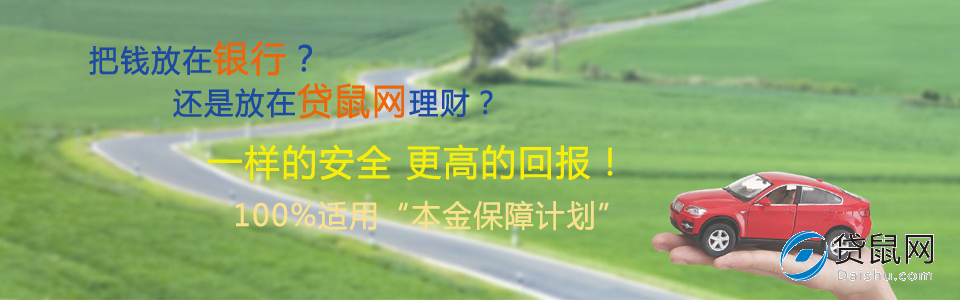 把钱放在银行？
还是放在贷鼠网理财？
一样的安全 更高的回报！
100%适用“本金保障计划”
贷鼠网
Daishu.com